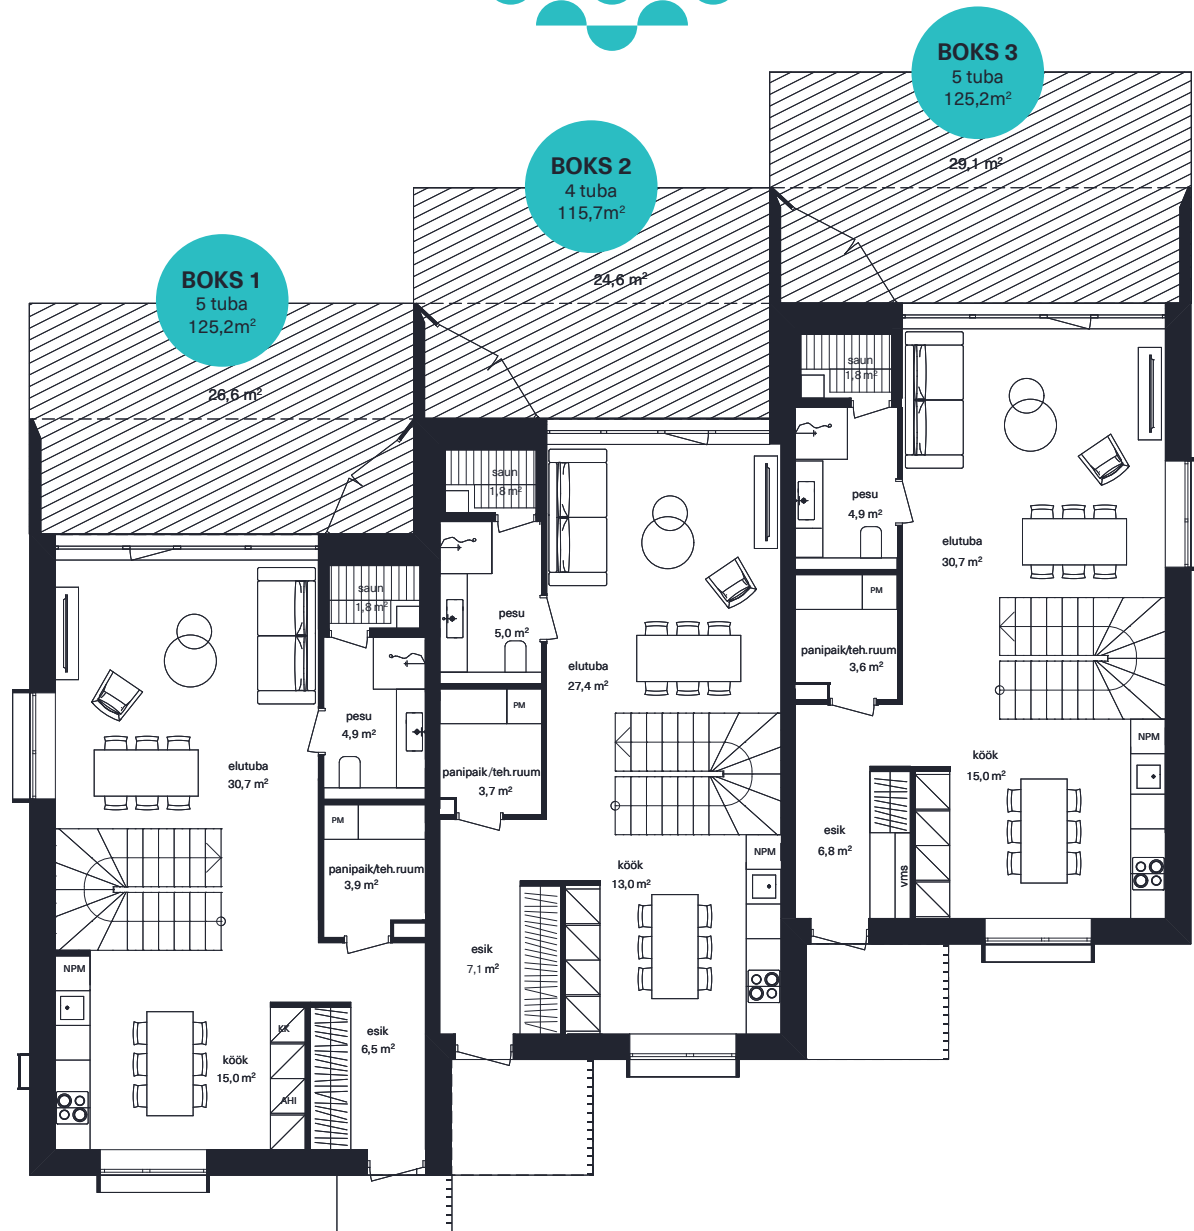 BOKS 1
5 tuba
125,2m²
26,6 m²
saun
1,8 m²
pesu
4,9 m²
elutuba
30,7 m²
PM
panipaik/teh.ruum
3,9 m²
NPM
KK
AHI
köök
15,0 m²
esik
6,5 m²
BOKS 2
4 tuba
115,7m²
24,6 m²
saun
1,8 m²
pesu
5,0 m²
elutuba
27,4 m²
PM
panipaik/teh.ruum
3,7 m²
NPM
köök
13,0 m²
esik
7,1 m²
BOKS 3
5 tuba
125,2m²
29,1 m²
saun
1,8 m²
pesu
4,9 m²
elutuba
30,7 m²
PM
panipaik/teh.ruum
3,6 m²
NPM
köök
15,0 m²
esik
6,8 m²
vms